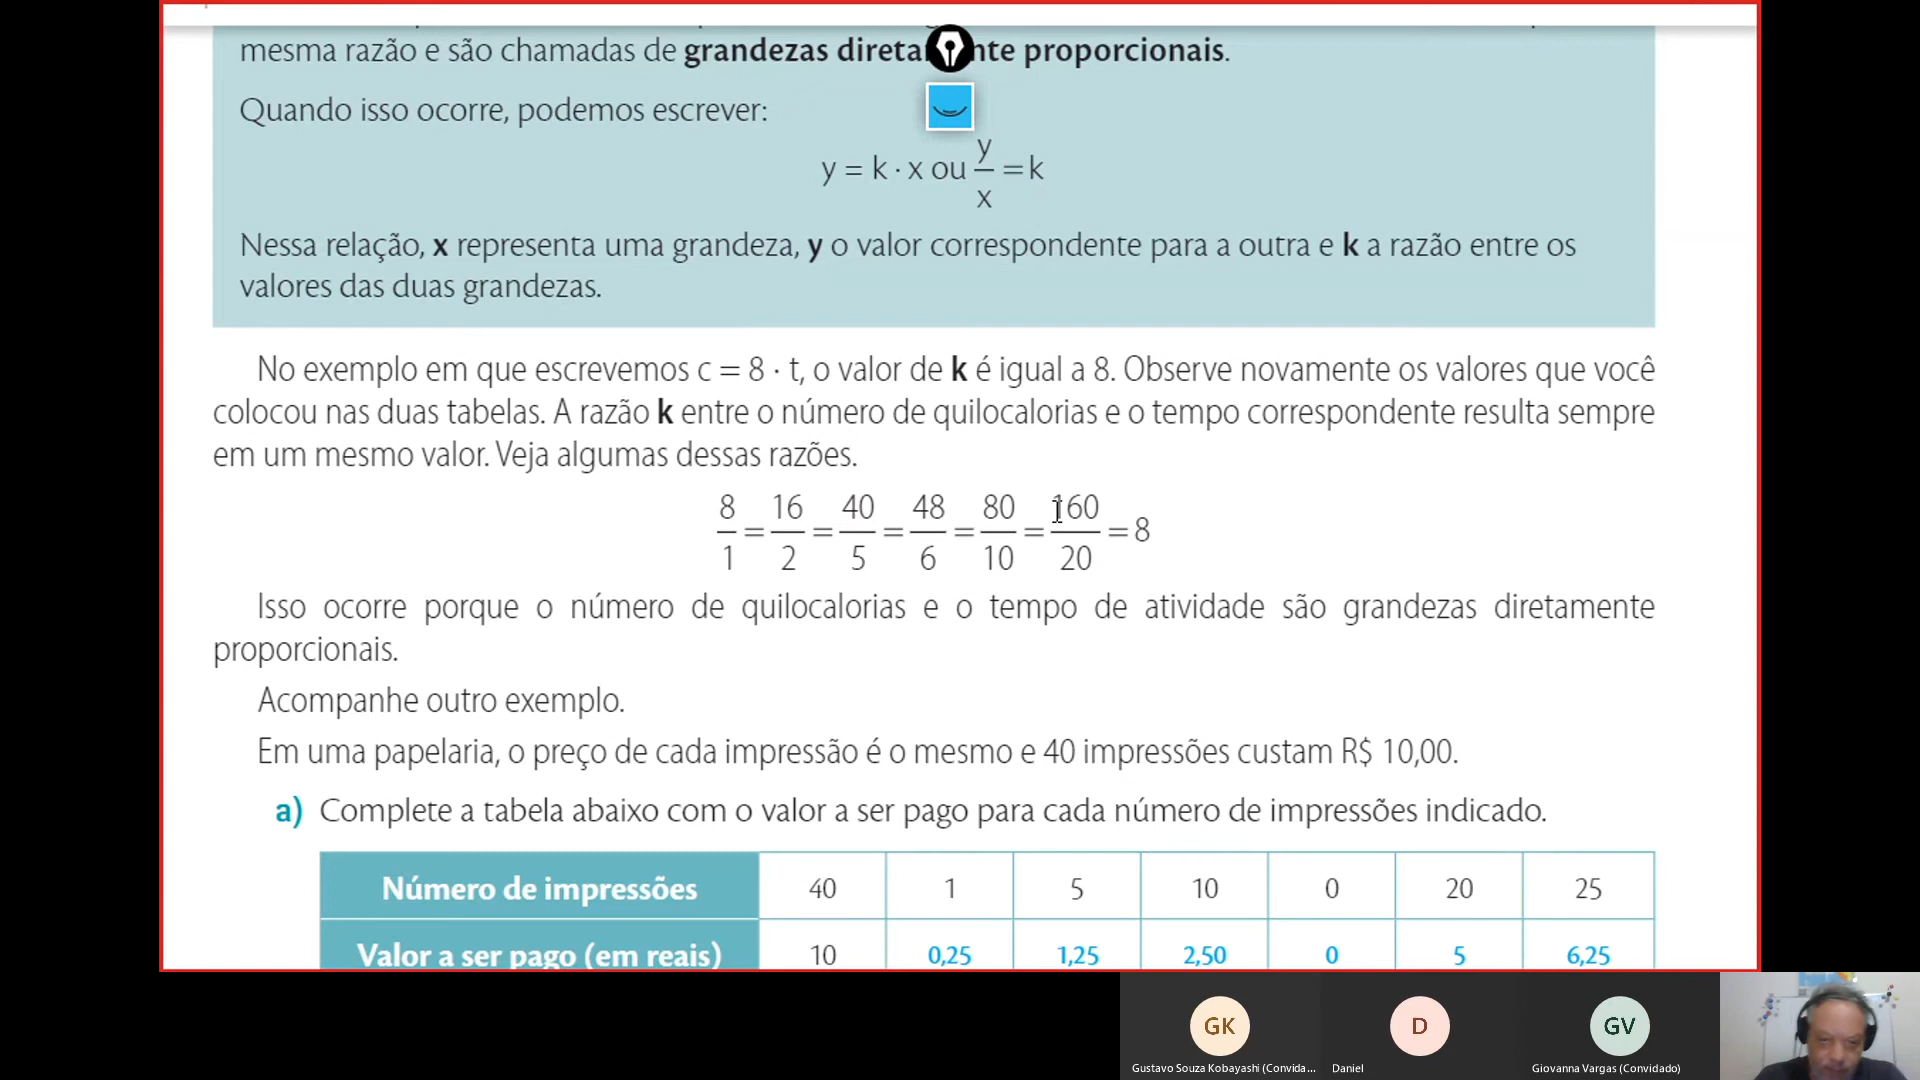 mesma razão e são chamadas de grandezas diretamente proporcionais.
Quando isso ocorre, podemos escrever:
y = k · x ou y/x = k
Nessa relação, x representa uma grandeza, y o valor correspondente para a outra e k a razão entre os
valores das duas grandezas.
No exemplo em que escrevemos c = 8 · t, o valor de k é igual a 8. Observe novamente os valores que você
colocou nas duas tabelas. A razão k entre o número de quilocalorias e o tempo correspondente resulta sempre
em um mesmo valor. Veja algumas dessas razões.
8/1 = 16/2 = 40/5 = 48/6 = 80/10 = 160/20 = 8
Isso ocorre porque o número de quilocalorias e o tempo de atividade são grandezas diretamente
proporcionais.
Acompanhe outro exemplo.
Em uma papelaria, o preço de cada impressão é o mesmo e 40 impressões custam R$ 10,00.
a) Complete a tabela abaixo com o valor a ser pago para cada número de impressões indicado.
Número de impressões 40 1 5 10 0 20 25
Valor a ser pago (em reais) 10 0,25 1,25 2,50 0 5 6,25
GK D GV
Gustavo Souza Kobayashi (Convida... Daniel Giovanna Vargas (Convidado)